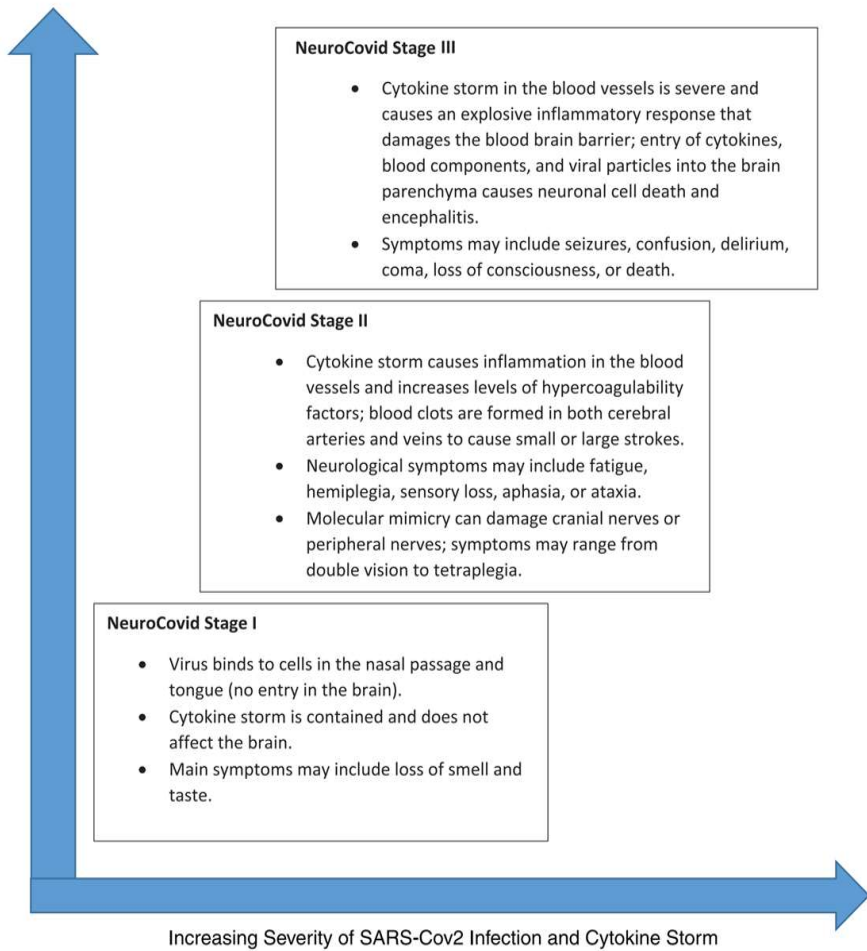 NeuroCovid Stage III
• Cytokine storm in the blood vessels is severe and
causes an explosive inflammatory response that
damages the blood brain barrier; entry of cytokines,
blood components, and viral particles into the brain
parenchyma causes neuronal cell death and
encephalitis.
• Symptoms may include seizures, confusion, delirium,
coma, loss of consciousness, or death.
NeuroCovid Stage II
• Cytokine storm causes inflammation in the blood
vessels and increases levels of hypercoagulability
factors; blood clots are formed in both cerebral
arteries and veins to cause small or large strokes.
• Neurological symptoms may include fatigue,
hemiplegia, sensory loss, aphasia, or ataxia.
• Molecular mimicry can damage cranial nerves or
peripheral nerves; symptoms may range from
double vision to tetraplegia.
NeuroCovid Stage I
• Virus binds to cells in the nasal passage and
tongue (no entry in the brain).
• Cytokine storm is contained and does not
affect the brain.
• Main symptoms may include loss of smell and
taste.
Increasing Severity of SARS-Cov2 Infection and Cytokine Storm